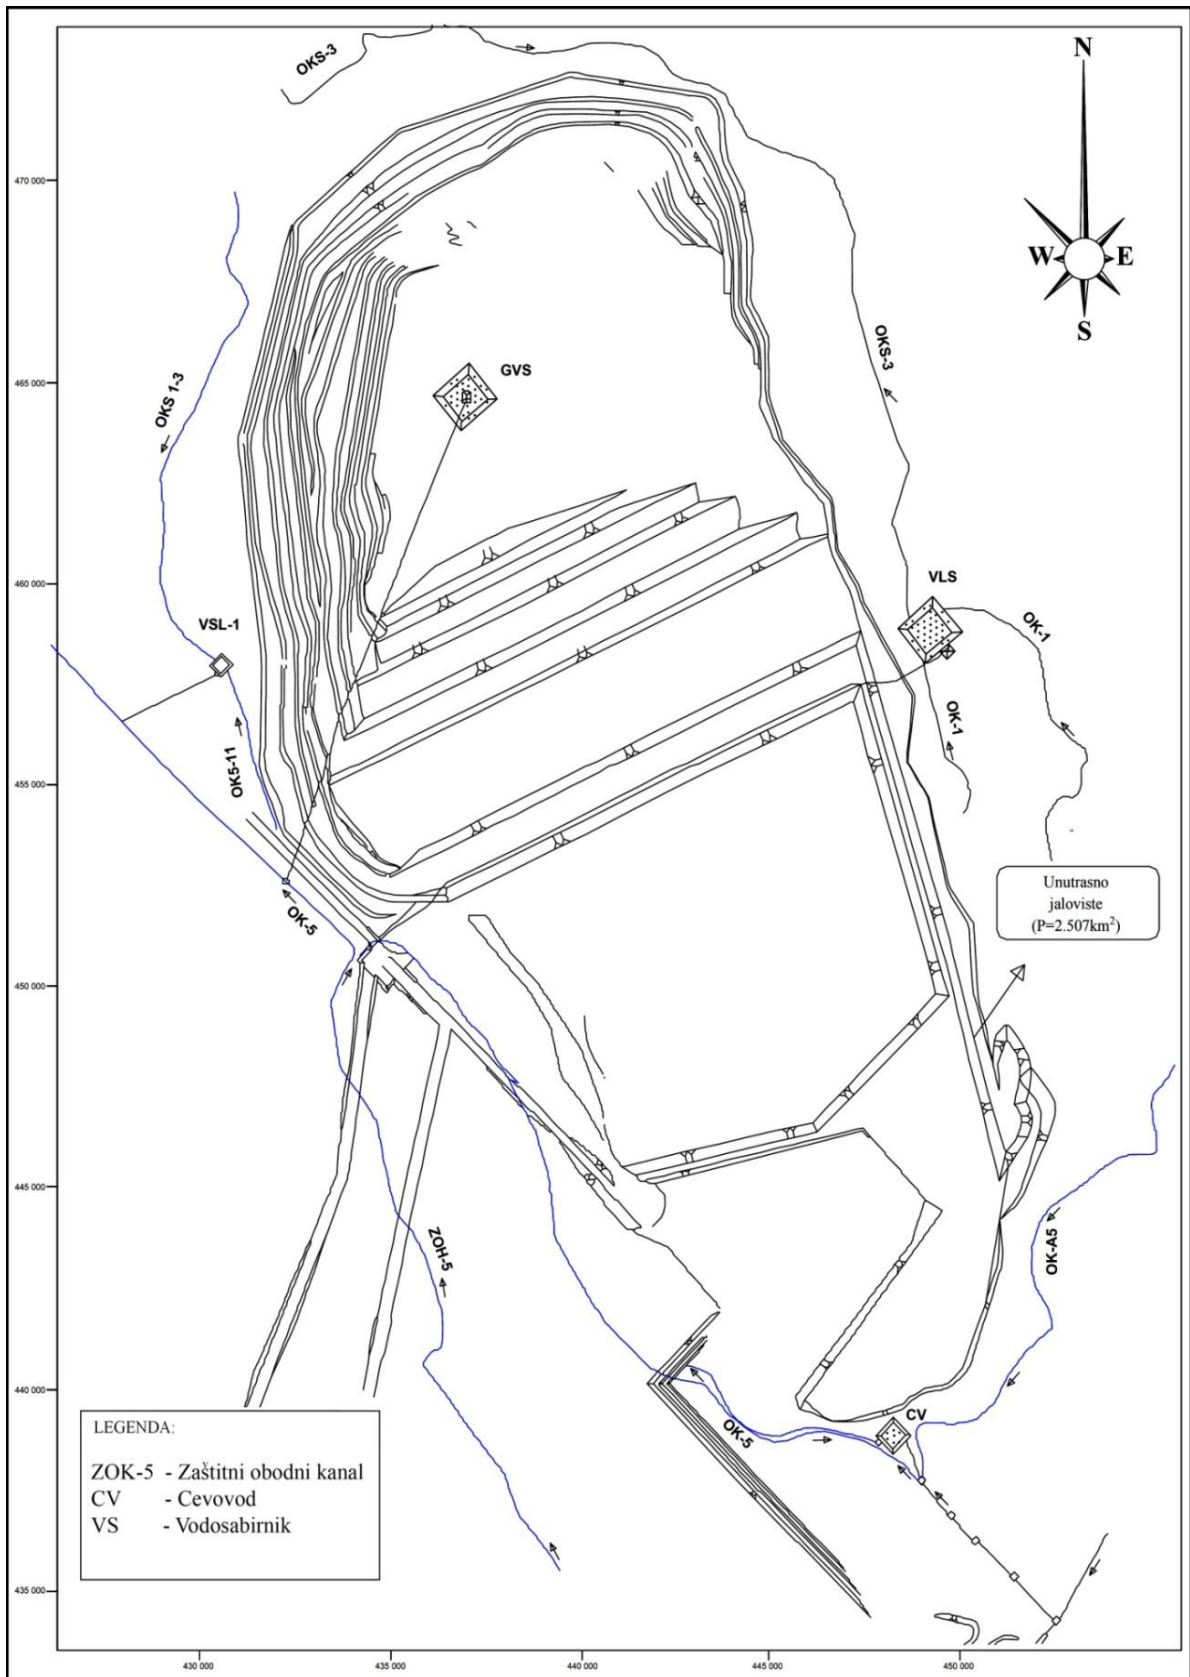 OKS-3
N
470 000
W E
S
OKS-3
465 000
GVS
OKS 1-3
460 000
VLS
VSL-1
OK-1
OK-1
OK5-11
455 000
Unutrasno
jaloviste
(P=2.507km²)
OK-5
450 000
445 000
ZOH-5
OK-A5
440 000
CV
OK-5
LEGENDA:
ZOK-5 - Zaštitni obodni kanal
CV - Cevovod
VS - Vodosabirnik
435 000
430 000 435 000 440 000 445 000 450 000